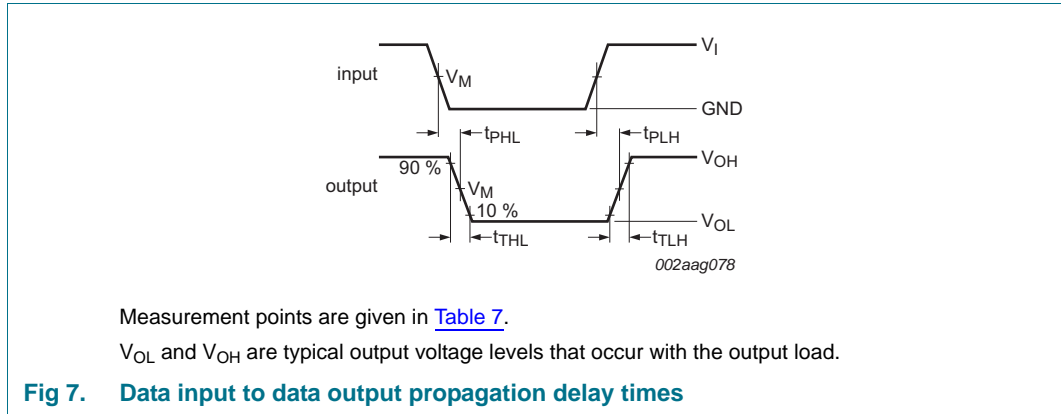 V_I
input
V_M
GND
t_PHL
t_PLH
V_OH
90 %
output
V_M
10 %
V_OL
t_THL
t_TLH
002aag078
Measurement points are given in Table 7.
V_OL and V_OH are typical output voltage levels that occur with the output load.
Fig 7. Data input to data output propagation delay times